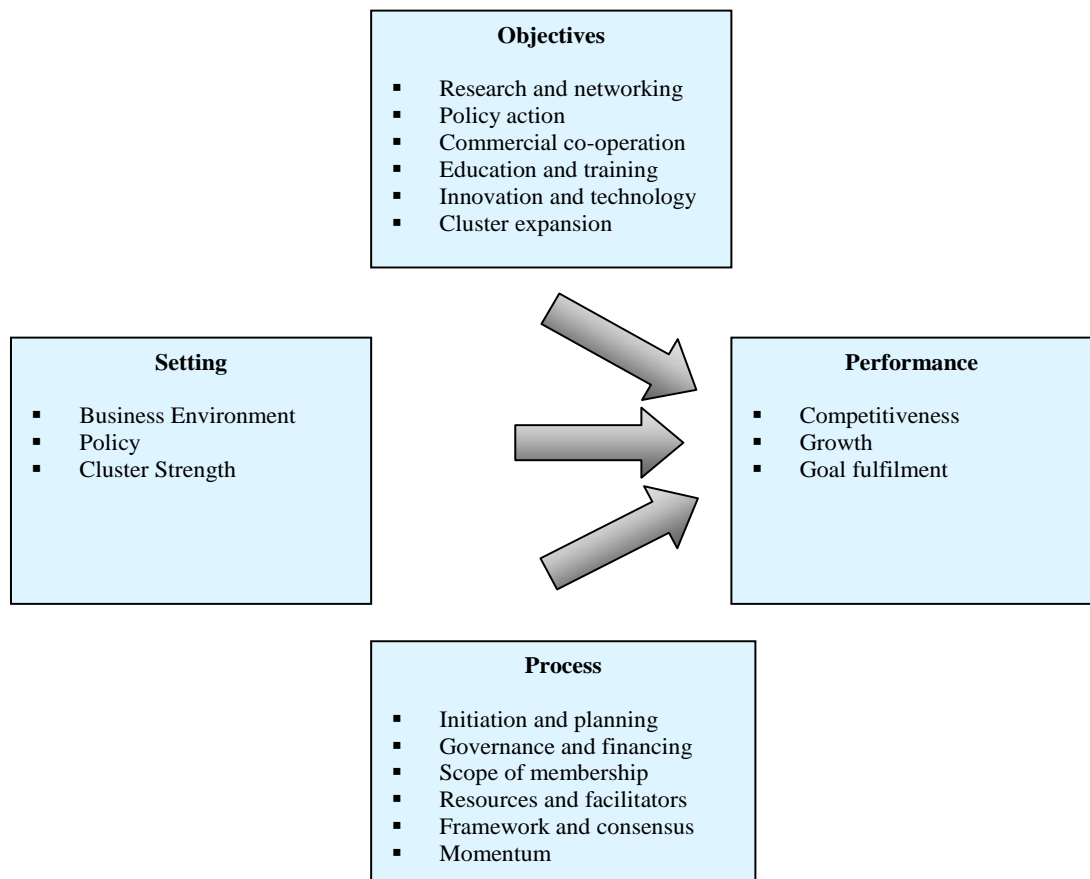 Objectives
▪ Research and networking
▪ Policy action
▪ Commercial co-operation
▪ Education and training
▪ Innovation and technology
▪ Cluster expansion
Setting
▪ Business Environment
▪ Policy
▪ Cluster Strength
Performance
▪ Competitiveness
▪ Growth
▪ Goal fulfilment
Process
▪ Initiation and planning
▪ Governance and financing
▪ Scope of membership
▪ Resources and facilitators
▪ Framework and consensus
▪ Momentum